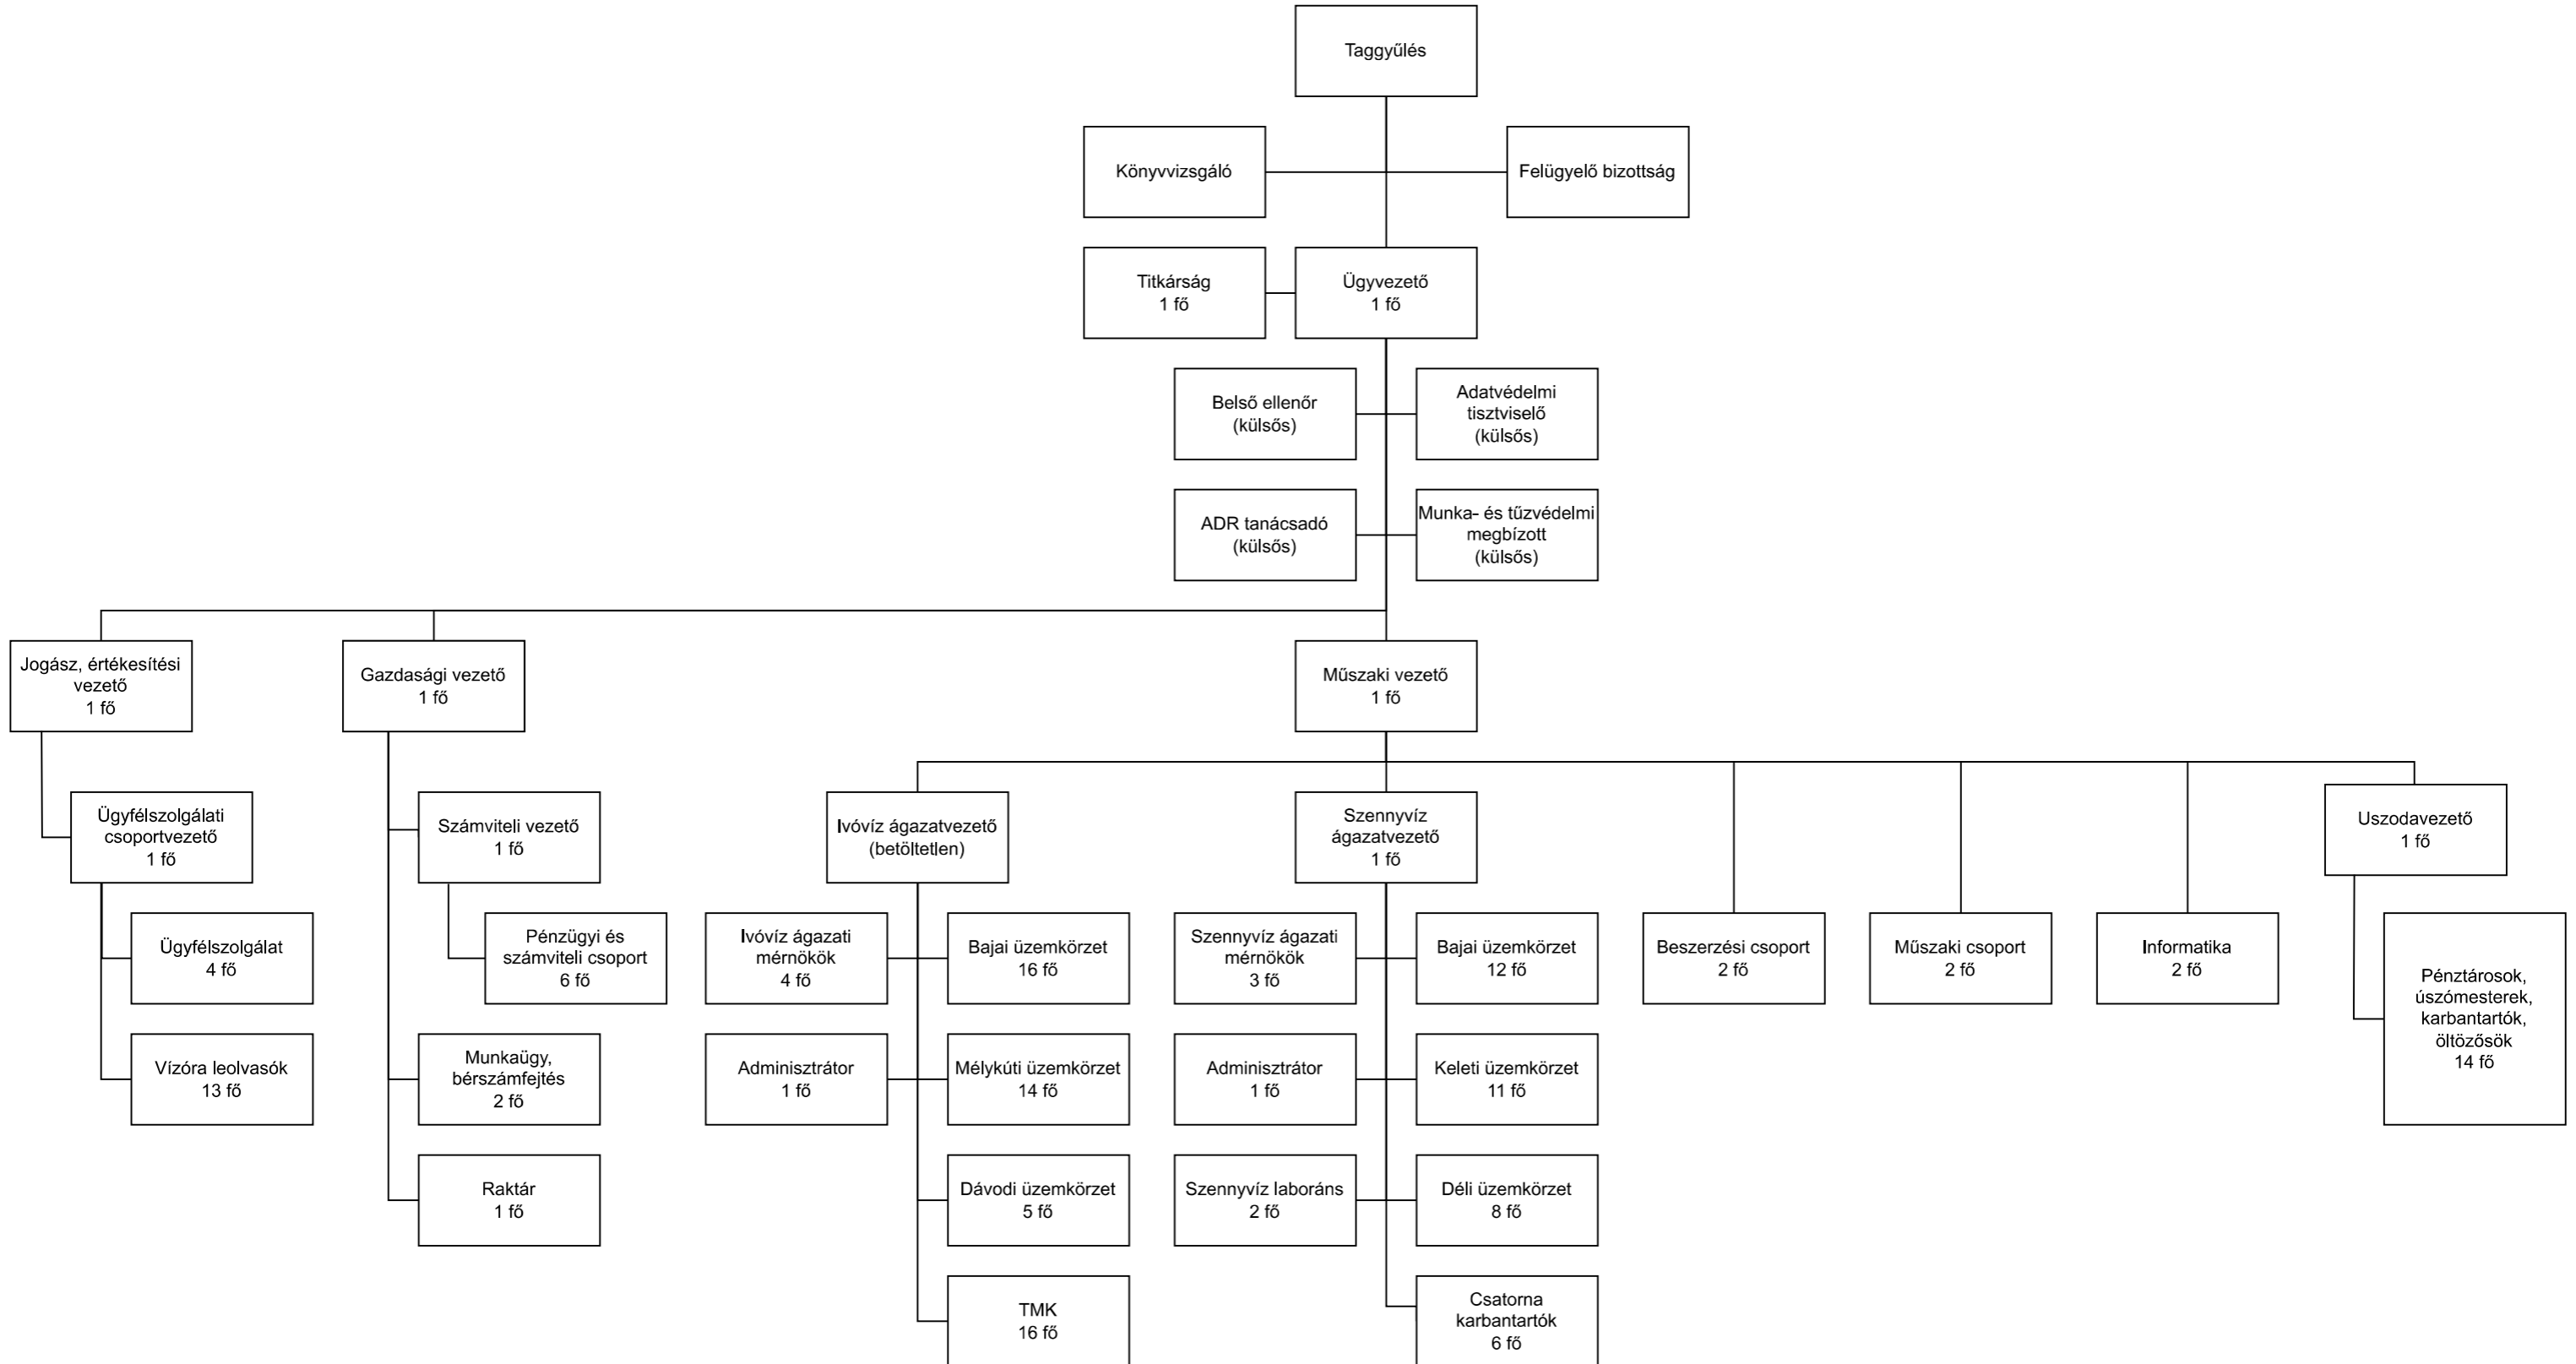 Taggyűlés
Könyvvizsgáló
Felügyelő bizottság
Titkárság
1 fő
Ügyvezető
1 fő
Belső ellenőr
(külsős)
Adatvédelmi
tisztviselő
(külsős)
ADR tanácsadó
(külsős)
Munka- és tűzvédelmi
megbízott
(külsős)
Jogász, értékesítési
vezető
1 fő
Gazdasági vezető
1 fő
Műszaki vezető
1 fő
Ügyfélszolgálati
csoportvezető
1 fő
Számviteli vezető
1 fő
Ivóvíz ágazatvezető
(betöltetlen)
Szennyvíz
ágazatvezető
1 fő
Uszodavezető
1 fő
Ügyfélszolgálat
4 fő
Pénzügyi és
számviteli csoport
6 fő
Ivóvíz ágazati
mérnökök
4 fő
Bajai üzemkörzet
16 fő
Szennyvíz ágazati
mérnökök
3 fő
Bajai üzemkörzet
12 fő
Beszerzési csoport
2 fő
Műszaki csoport
2 fő
Informatika
2 fő
Pénztárosok,
úszómesterek,
karbantartók,
öltözősök
14 fő
Vízóra leolvasók
13 fő
Munkaügy,
bérszámfejtés
2 fő
Adminisztrátor
1 fő
Mélykúti üzemkörzet
14 fő
Adminisztrátor
1 fő
Keleti üzemkörzet
11 fő
Raktár
1 fő
Dávodi üzemkörzet
5 fő
Szennyvíz laboráns
2 fő
Déli üzemkörzet
8 fő
TMK
16 fő
Csatorna
karbantartók
6 fő